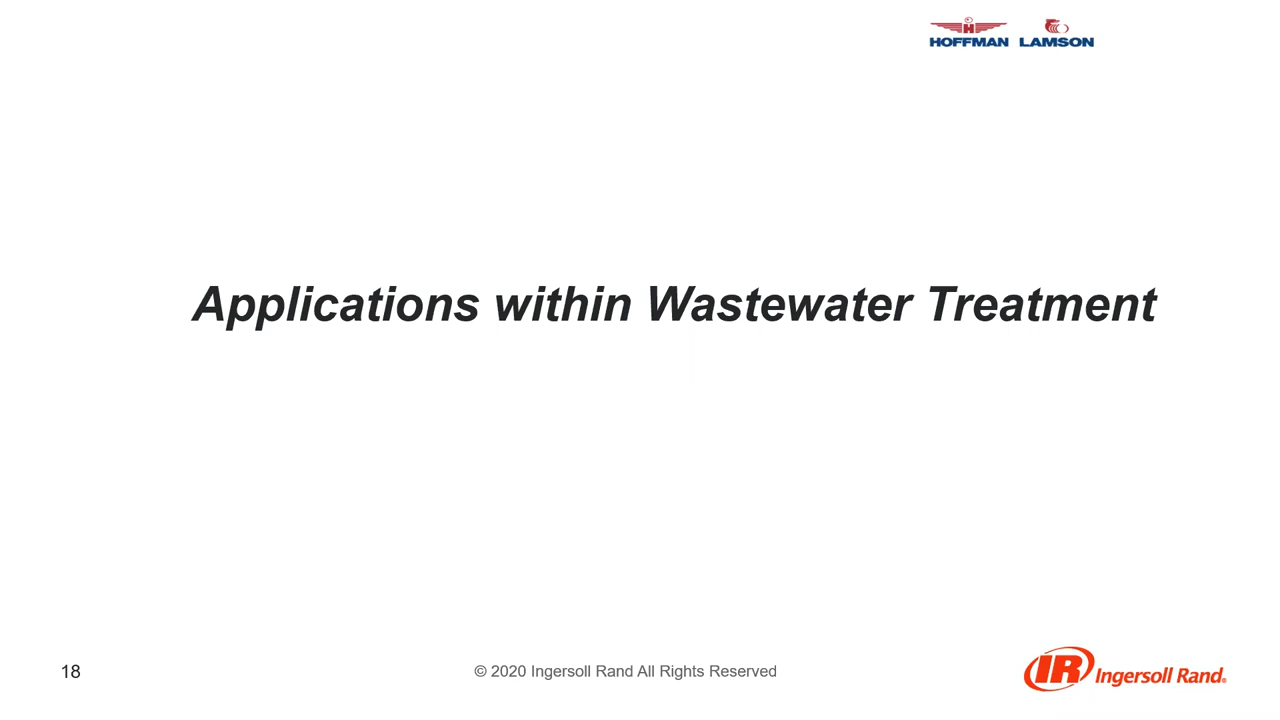 HOFFMAN LAMSON
Applications within Wastewater Treatment
18
© 2020 Ingersoll Rand All Rights Reserved
IR Ingersoll Rand®